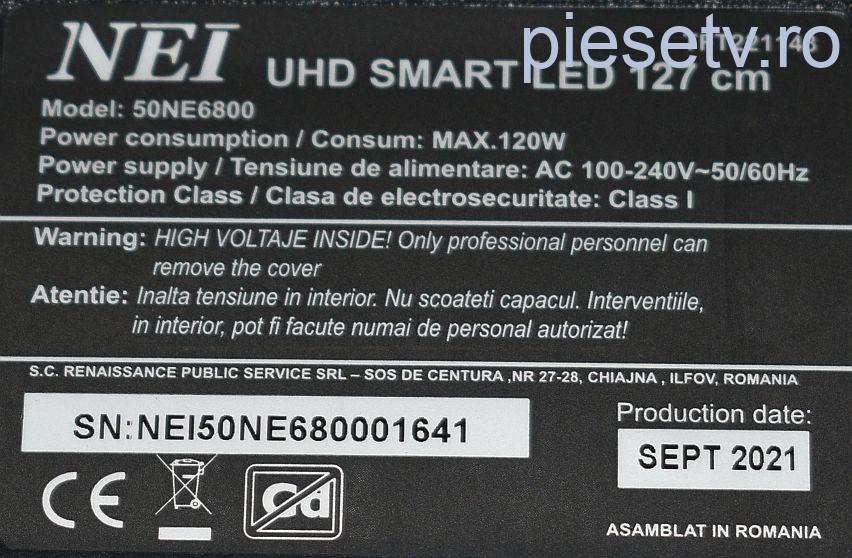 piesetv.ro
NEI
UHD SMART LED 127 cm
Model: 50NE6800
Power consumption / Consum: MAX.120W
Power supply / Tensiune de alimentare: AC 100-240V~50/60Hz
Protection Class / Clasa de electrosecuritate: Class I
Warning: HIGH VOLTAJE INSIDE! Only professional personnel can
remove the cover
Atentie: Inalta tensiune in interior. Nu scoateti capacul. Interventiile,
in interior, pot fi facute numai de personal autorizat!
S.C. RENAISSANCE PUBLIC SERVICE SRL – SOS DE CENTURA ,NR 27-28, CHIAJNA , ILFOV, ROMANIA
SN:NEI50NE680001641
Production date:
SEPT 2021
CE
Cd
ASAMBLAT IN ROMANIA